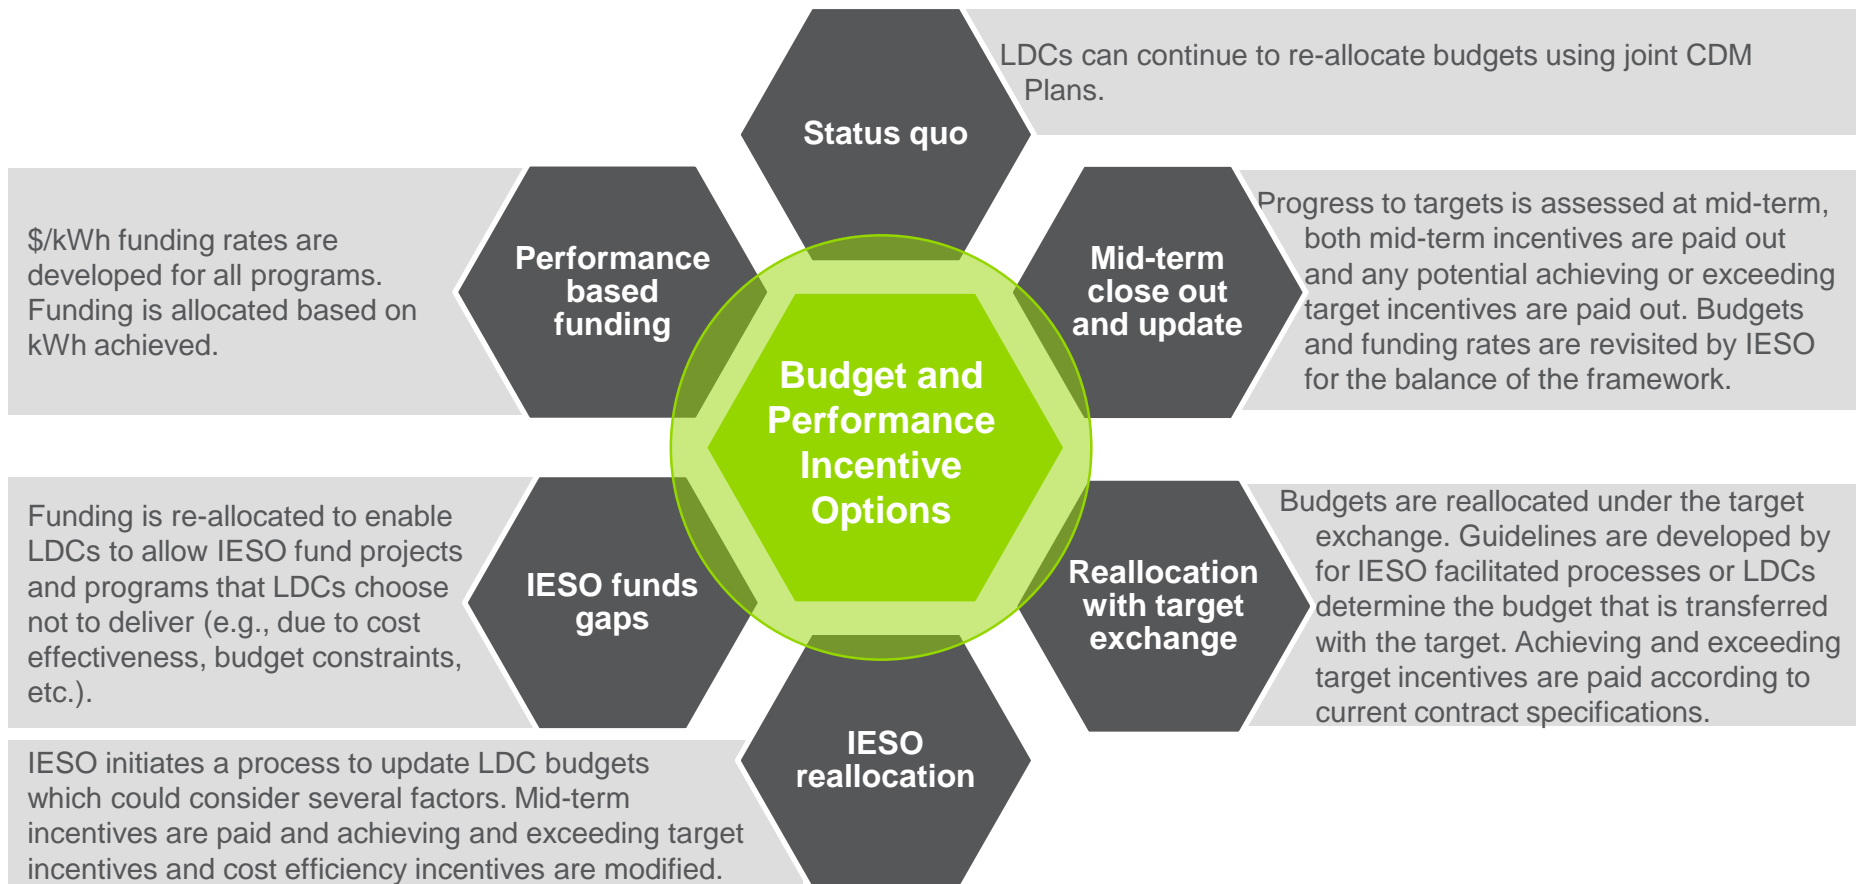 Status quo
LDCs can continue to re-allocate budgets using joint CDM
Plans.
Mid-term
close out
and update
Progress to targets is assessed at mid-term,
both mid-term incentives are paid out
and any potential achieving or exceeding
target incentives are paid out. Budgets
and funding rates are revisited by IESO
for the balance of the framework.
Reallocation
with target
exchange
Budgets are reallocated under the target
exchange. Guidelines are developed by
for IESO facilitated processes or LDCs
determine the budget that is transferred
with the target. Achieving and exceeding
target incentives are paid according to
current contract specifications.
IESO
reallocation
IESO initiates a process to update LDC budgets
which could consider several factors. Mid-term
incentives are paid and achieving and exceeding target
incentives and cost efficiency incentives are modified.
IESO funds
gaps
Funding is re-allocated to enable
LDCs to allow IESO fund projects
and programs that LDCs choose
not to deliver (e.g., due to cost
effectiveness, budget constraints,
etc.).
Performance
based
funding
$/kWh funding rates are
developed for all programs.
Funding is allocated based on
kWh achieved.
Budget and
Performance
Incentive
Options